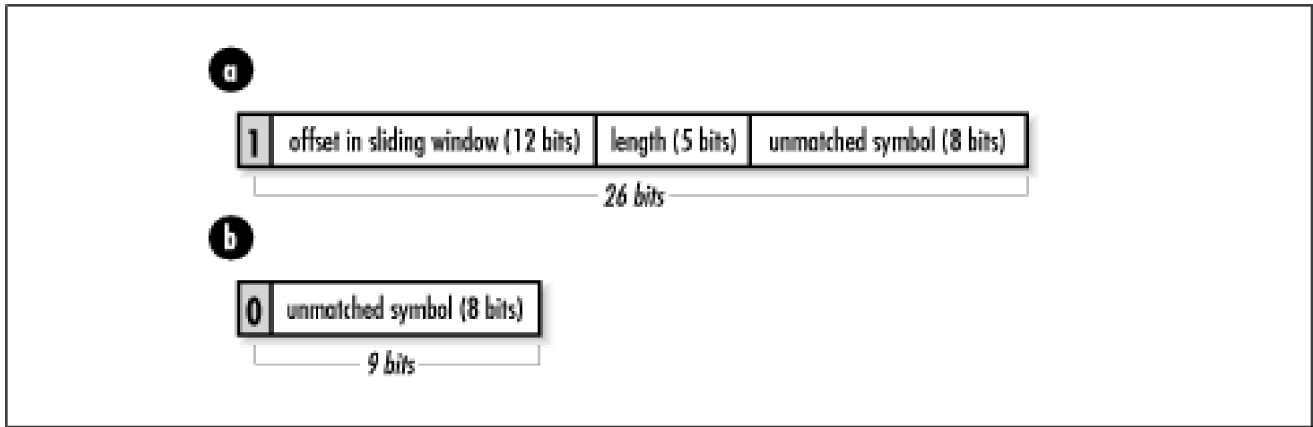 a
1 offset in sliding window (12 bits) length (5 bits) unmatched symbol (8 bits)
26 bits
b
0 unmatched symbol (8 bits)
9 bits